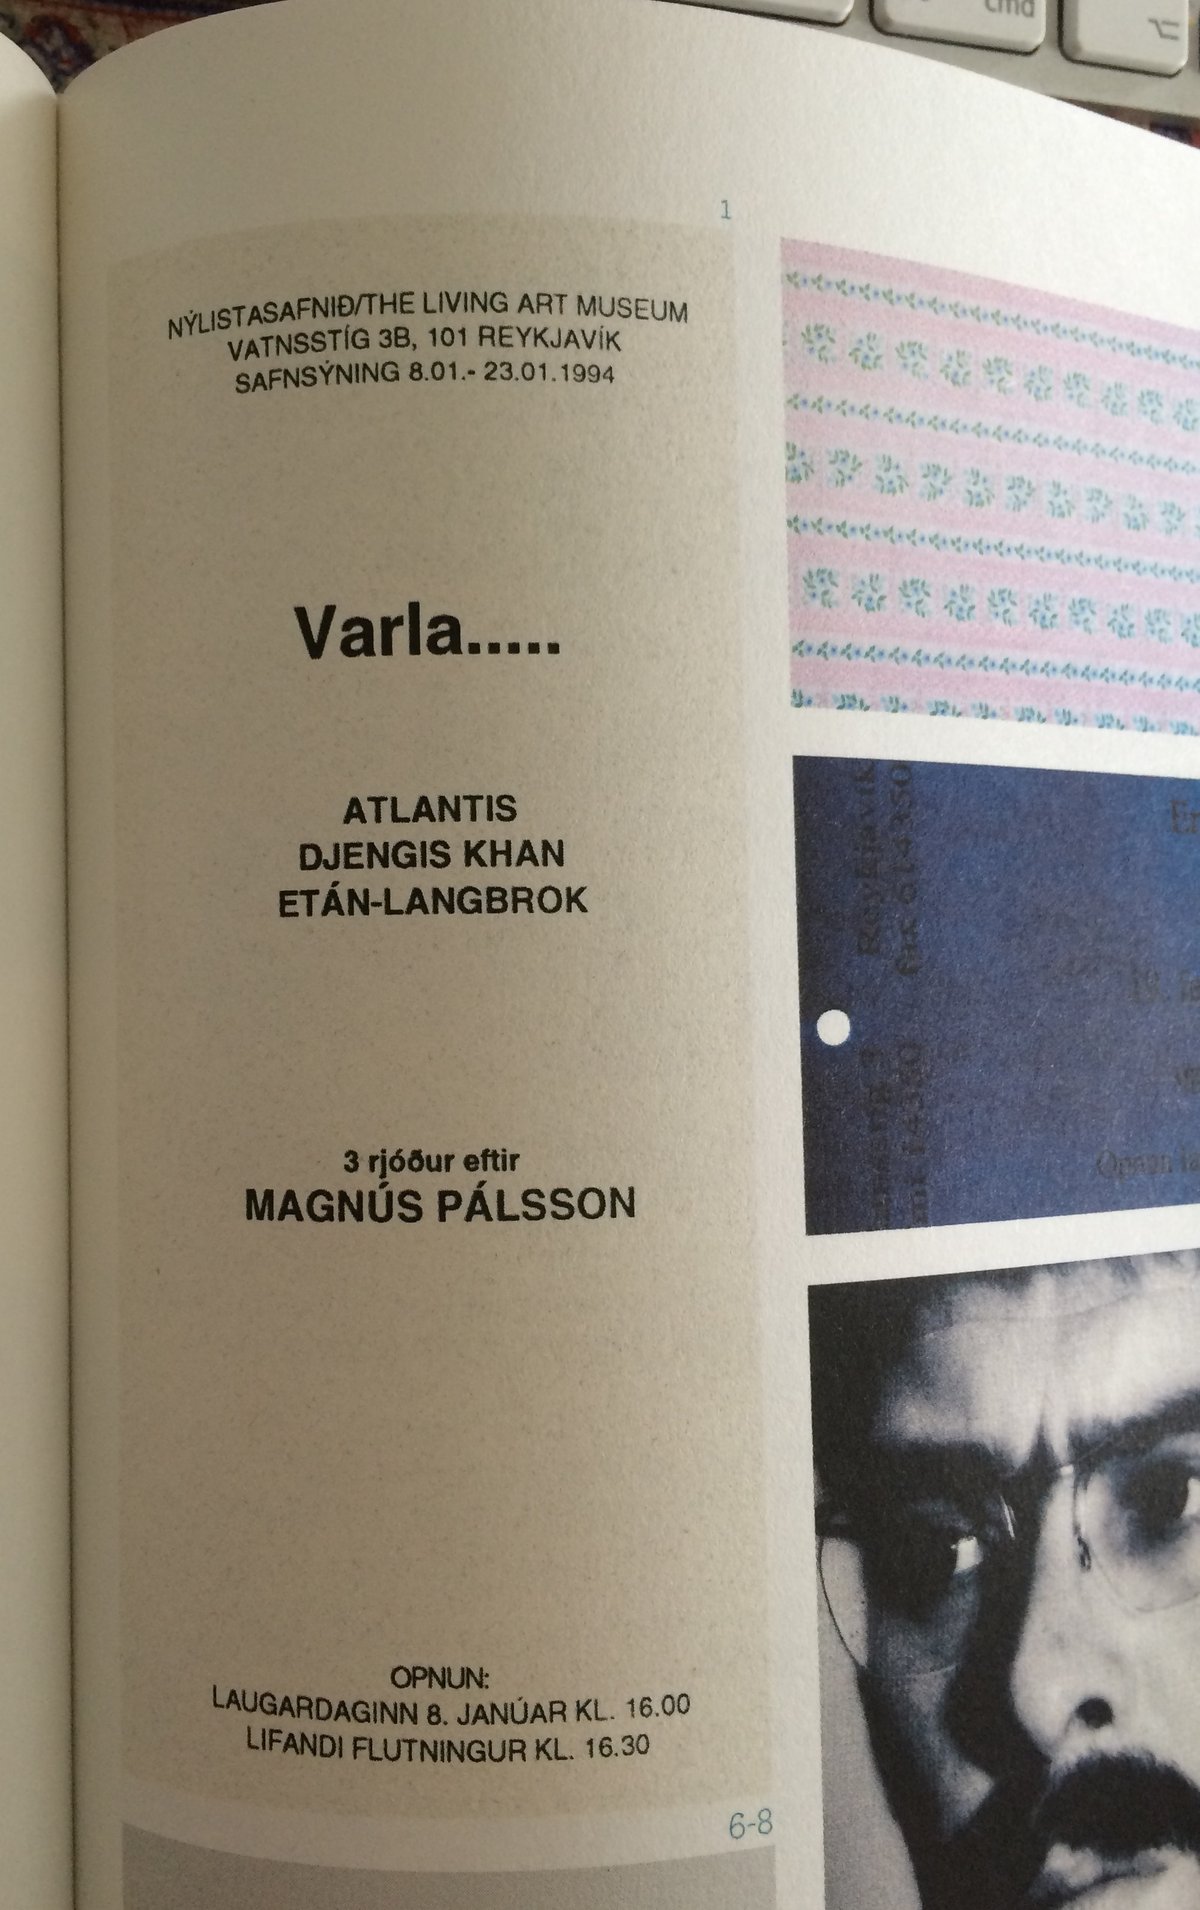 cmd
1
NÝLISTASAFNIÐ/THE LIVING ART MUSEUM
VATNSSTÍG 3B, 101 REYKJAVÍK
SAFNSÝNING 8.01.- 23.01.1994
Varla.....
ATLANTIS
DJENGIS KHAN
ETÁN-LANGBROK
3 rjóður eftir
MAGNÚS PÁLSSON
OPNUN:
LAUGARDAGINN 8. JANÚAR KL. 16.00
LIFANDI FLUTNINGUR KL. 16.30
6-8
Reykjavík
Opnun